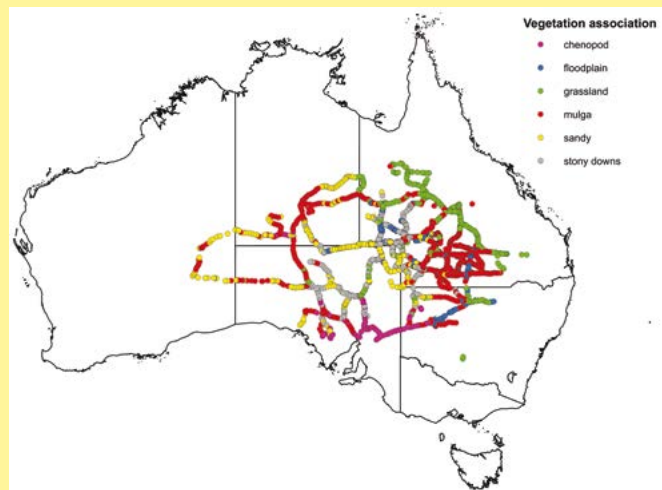 Vegetation association
chenopod
floodplain
grassland
mulga
sandy
stony downs